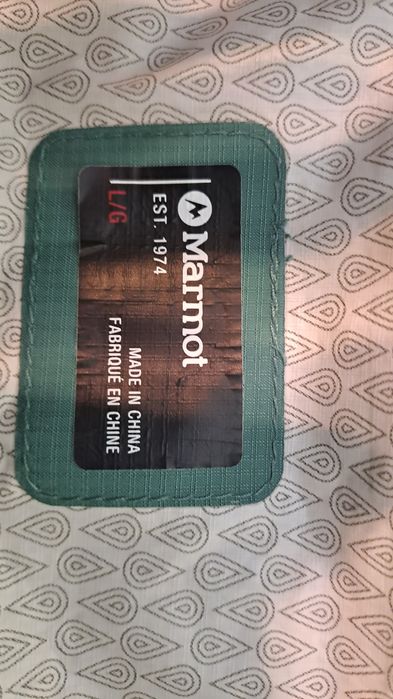 Marmot
EST. 1974
L/G
MADE IN CHINA
FABRIQUÉ EN CHINE